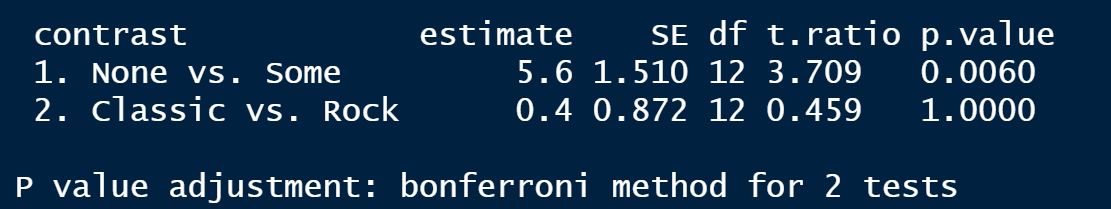 contrast estimate SE df t.ratio p.value
1. None vs. Some 5.6 1.510 12 3.709 0.0060
2. Classic vs. Rock 0.4 0.872 12 0.459 1.0000
P value adjustment: bonferroni method for 2 tests